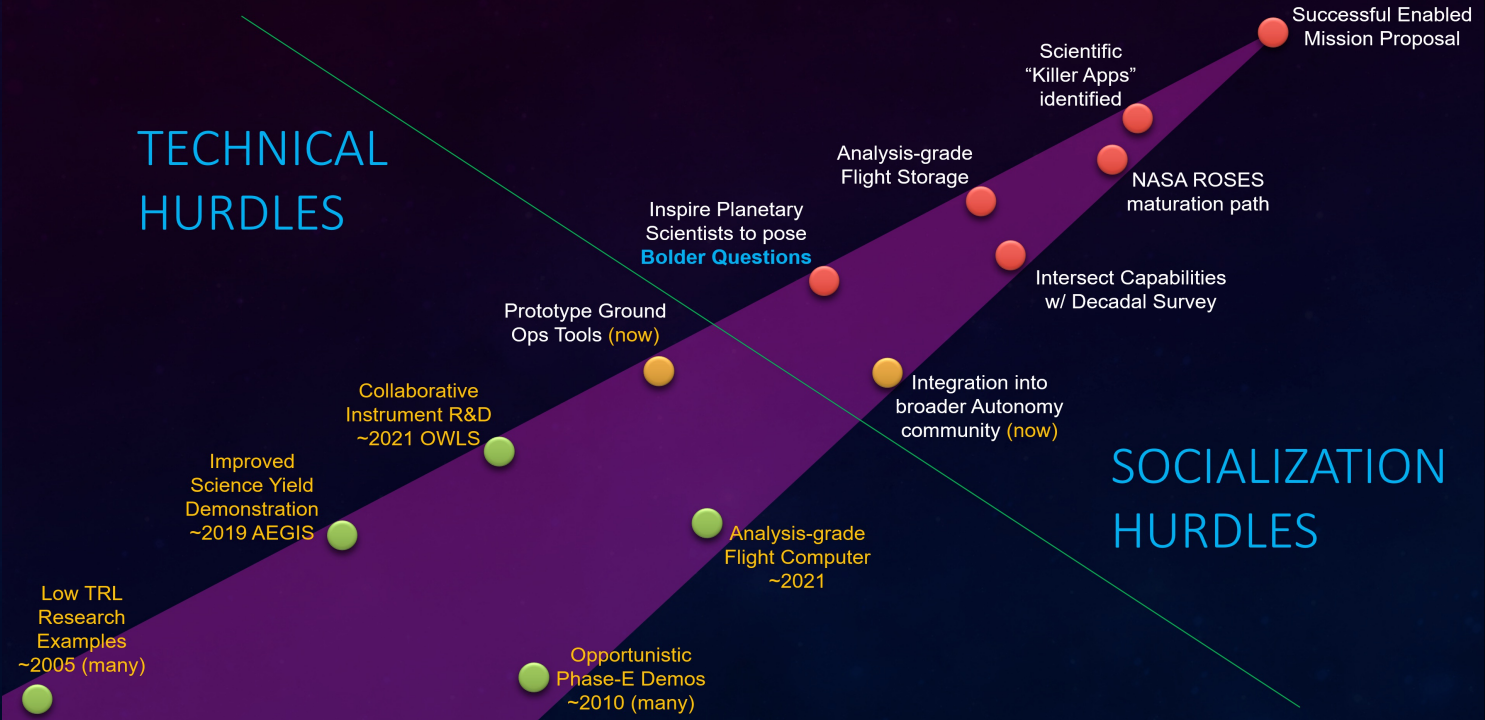 Successful Enabled
Mission Proposal
Scientific
“Killer Apps”
identified
TECHNICAL
HURDLES
Analysis-grade
Flight Storage
NASA ROSES
maturation path
Inspire Planetary
Scientists to pose
Bolder Questions
Intersect Capabilities
w/ Decadal Survey
Prototype Ground
Ops Tools (now)
Integration into
broader Autonomy
community (now)
Collaborative
Instrument R&D
~2021 OWLS
SOCIALIZATION
HURDLES
Improved
Science Yield
Demonstration
~2019 AEGIS
Analysis-grade
Flight Computer
~2021
Low TRL
Research
Examples
~2005 (many)
Opportunistic
Phase-E Demos
~2010 (many)